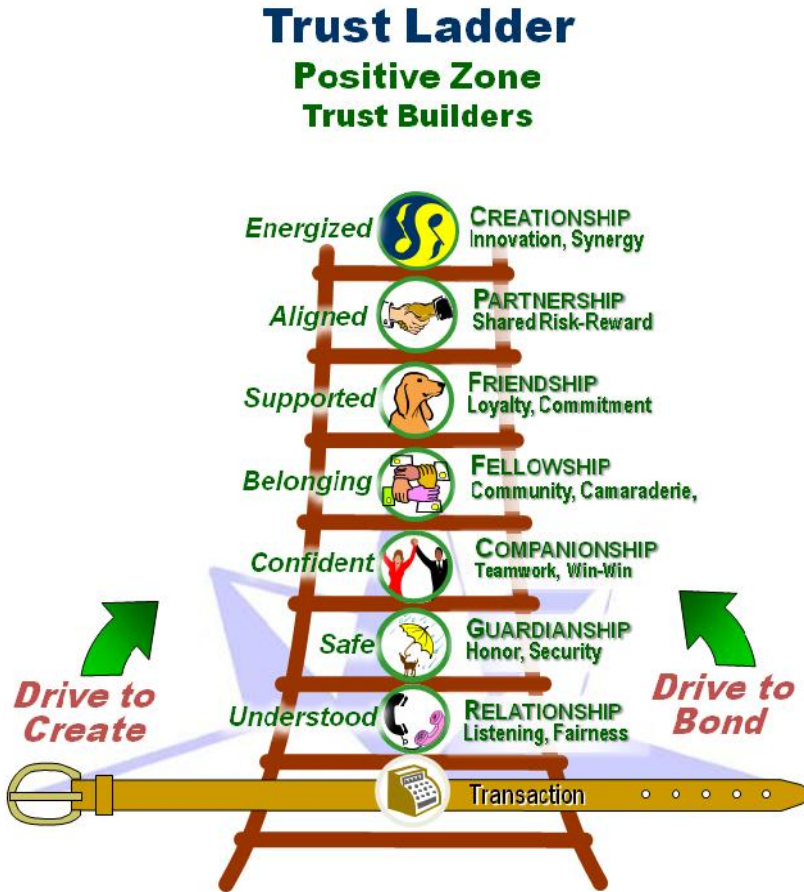 Trust Ladder
Positive Zone
Trust Builders
Energized
CREATIONSHIP
Innovation, Synergy
Aligned
PARTNERSHIP
Shared Risk-Reward
Supported
FRIENDSHIP
Loyalty, Commitment
Belonging
FELLOWSHIP
Community, Camaraderie,
Confident
COMPANIONSHIP
Teamwork, Win-Win
Safe
GUARDIANSHIP
Honor, Security
Understood
RELATIONSHIP
Listening, Fairness
Drive to
Create
Drive to
Bond
Transaction